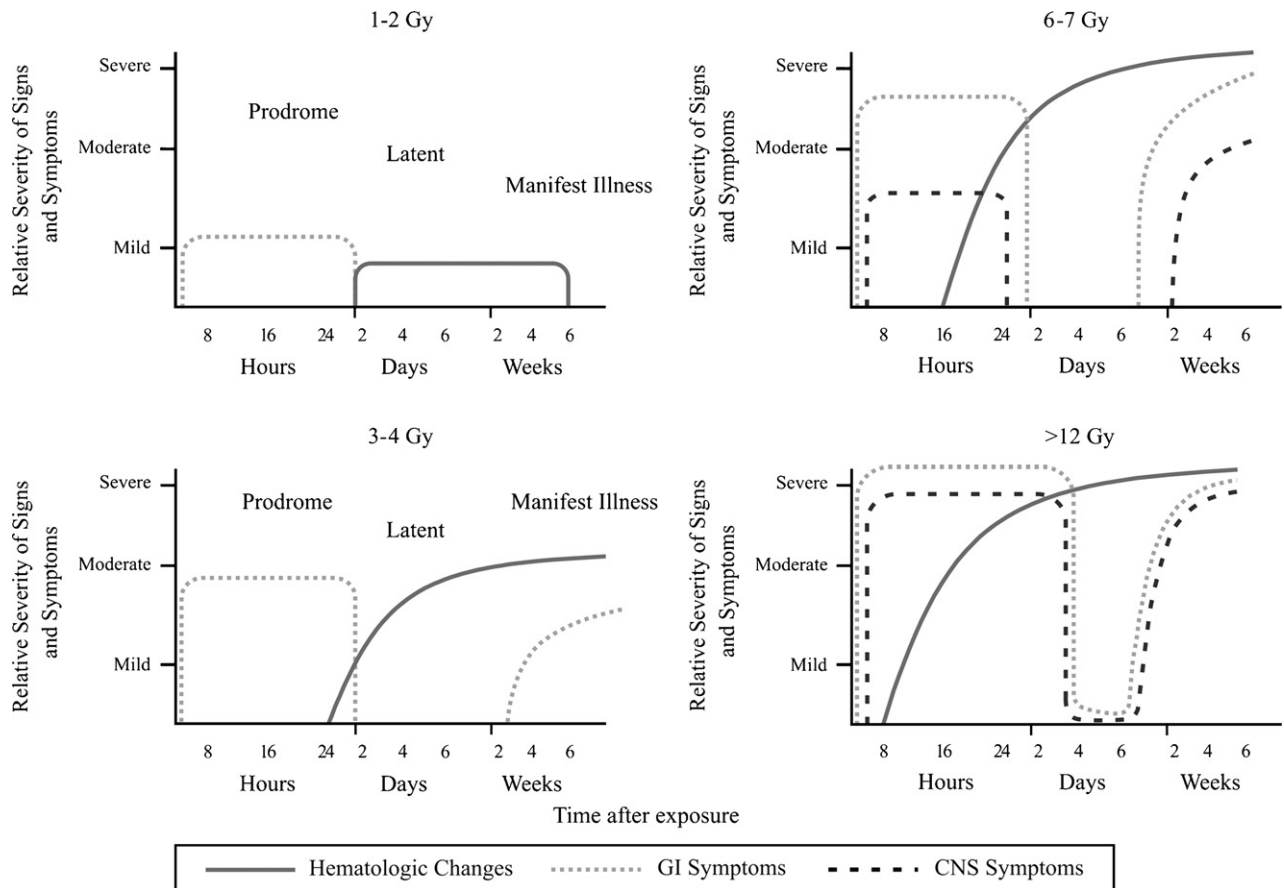 1-2 Gy
Relative Severity of Signs
and Symptoms
Severe
Moderate
Mild
Prodrome
Latent
Manifest Illness
8 16 24 2 4 6 2 4 6
Hours Days Weeks
6-7 Gy
Relative Severity of Signs
and Symptoms
Severe
Moderate
Mild
8 16 24 2 4 6 2 4 6
Hours Days Weeks
3-4 Gy
Relative Severity of Signs
and Symptoms
Severe
Moderate
Mild
Prodrome
Latent
Manifest Illness
8 16 24 2 4 6 2 4 6
Hours Days Weeks
>12 Gy
Relative Severity of Signs
and Symptoms
Severe
Moderate
Mild
8 16 24 2 4 6 2 4 6
Hours Days Weeks
Time after exposure
Hematologic Changes GI Symptoms CNS Symptoms